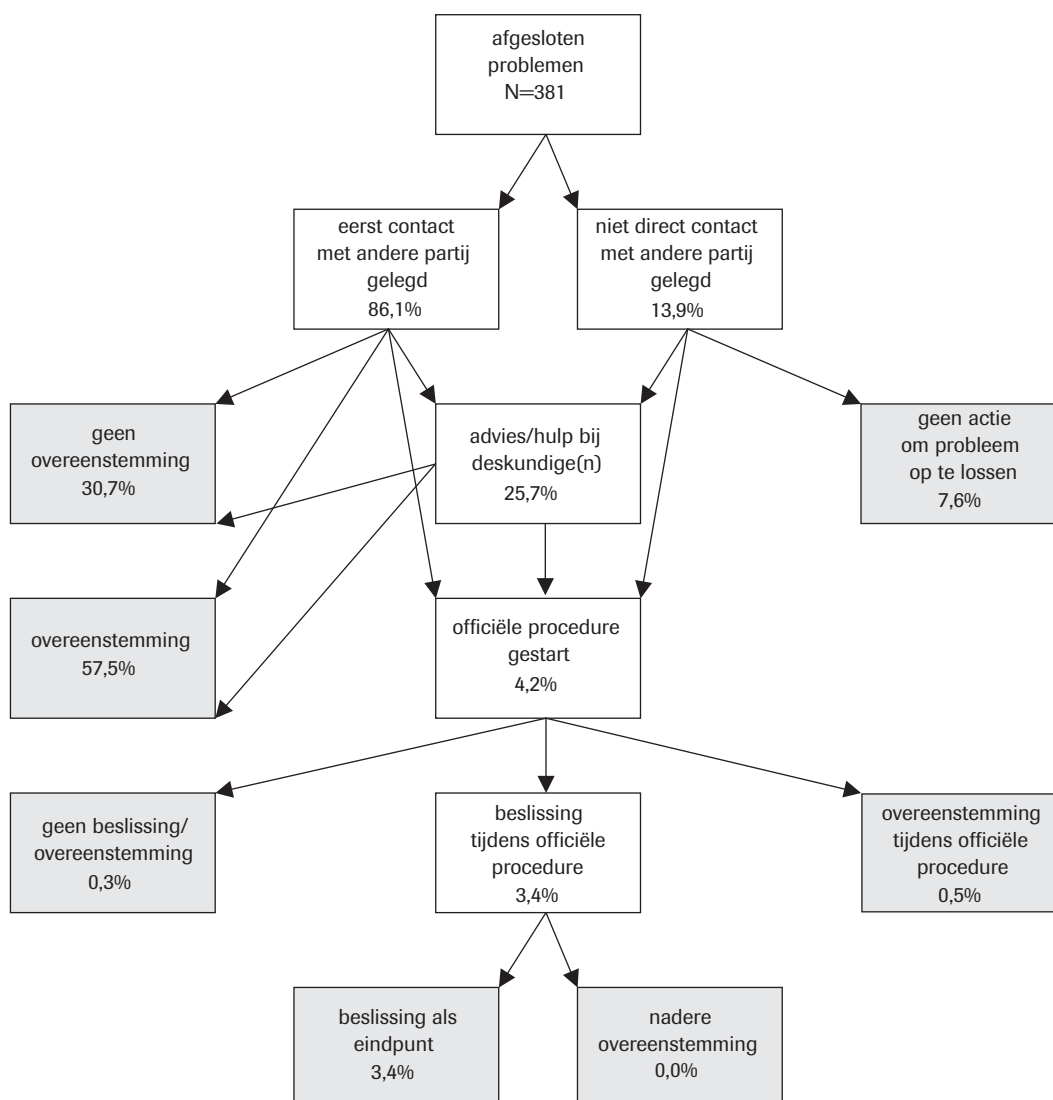 afgesloten
problemen
N=381
eerst contact
met andere partij
gelegd
86,1%
niet direct contact
met andere partij
gelegd
13,9%
geen
overeenstemming
30,7%
advies/hulp bij
deskundige(n)
25,7%
geen actie
om probleem
op te lossen
7,6%
overeenstemming
57,5%
officiële procedure
gestart
4,2%
geen beslissing/
overeenstemming
0,3%
beslissing
tijdens officiële
procedure
3,4%
overeenstemming
tijdens officiële
procedure
0,5%
beslissing als
eindpunt
3,4%
nadere
overeenstemming
0,0%